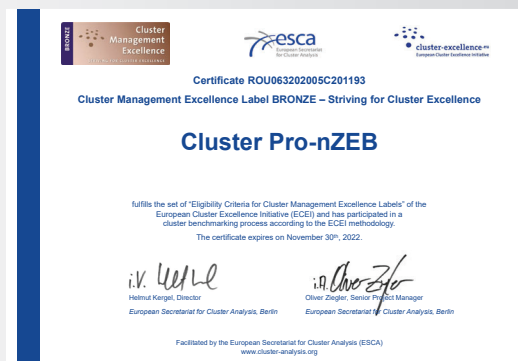 BRONZE
Cluster
Management
Excellence
STRIVING FOR CLUSTER EXCELLENCE
esca
European Secretariat
for Cluster Analysis
cluster-excellence.eu
European Cluster Excellence Initiative
Certificate ROU063202005C201193
Cluster Management Excellence Label BRONZE – Striving for Cluster Excellence
Cluster Pro-nZEB
fulfills the set of "Eligibility Criteria for Cluster Management Excellence Labels" of the
European Cluster Excellence Initiative (ECEI) and has participated in a
cluster benchmarking process according to the ECEI methodology.
The certificate expires on November 30th, 2022.
i.V.
i.A. Oliver Ziegler
Helmut Kergel, Director
Oliver Ziegler, Senior Project Manager
European Secretariat for Cluster Analysis, Berlin
European Secretariat for Cluster Analysis, Berlin
Facilitated by the European Secretariat for Cluster Analysis (ESCA)
www.cluster-analysis.org